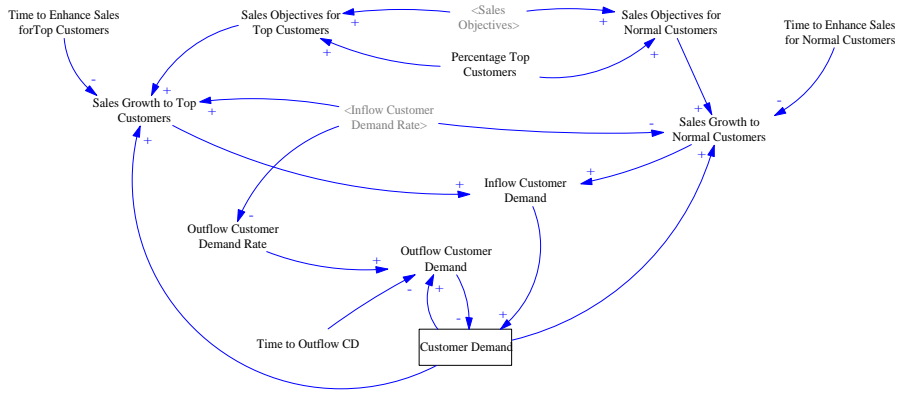 Time to Enhance Sales
forTop Customers
Sales Objectives for
Top Customers
<Sales
Objectives>
Sales Objectives for
Normal Customers
Time to Enhance Sales
for Normal Customers
+
+
+
+
Percentage Top
Customers
-
+
+
-
+
Sales Growth to Top
Customers
+
<Inflow Customer
Demand Rate>
-
Sales Growth to
Normal Customers
+
+
+
+
Inflow Customer
Demand
-
Outflow Customer
Demand Rate
+
Outflow Customer
Demand
-
+
-
+
Time to Outflow CD
Customer Demand